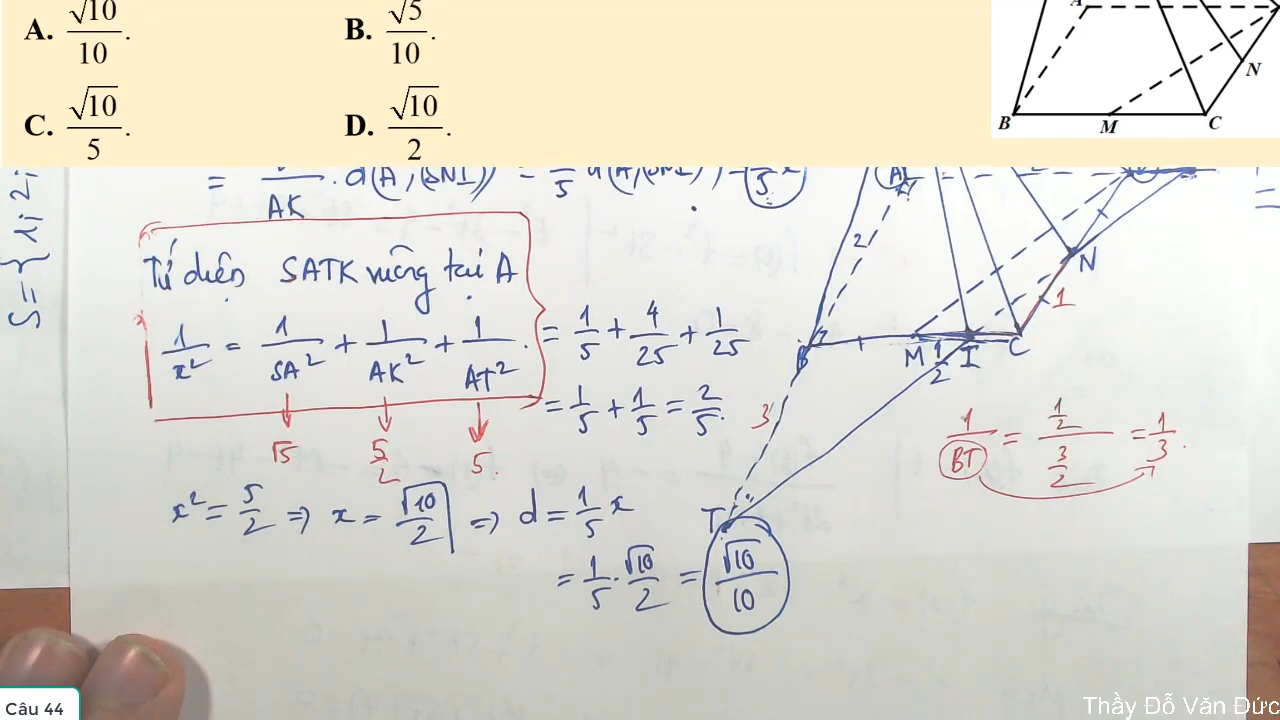 A. √10/10.
B. √5/10.
C. √10/5.
D. √10/2.
A
B
M
C
N
AK . d(A,(SNI)) = /5 d(A,(SNI))
Tứ diện SATK vuông tại A
1/x² = 1/SA² + 1/AK² + 1/AT² . = 1/5 + 4/25 + 1/25
= 1/5 + 1/5 = 2/5.
√5 5/2 5.
x² = 5/2 => x = √10/2 => d = 1/5 x
= 1/5 . √10/2 = √10/10
A
2
N
1
B
M
1/2
I
C
3
T
1/BT = 1/2 / 3/2 = 1/3.
Câu 44
Thầy Đỗ Văn Đức